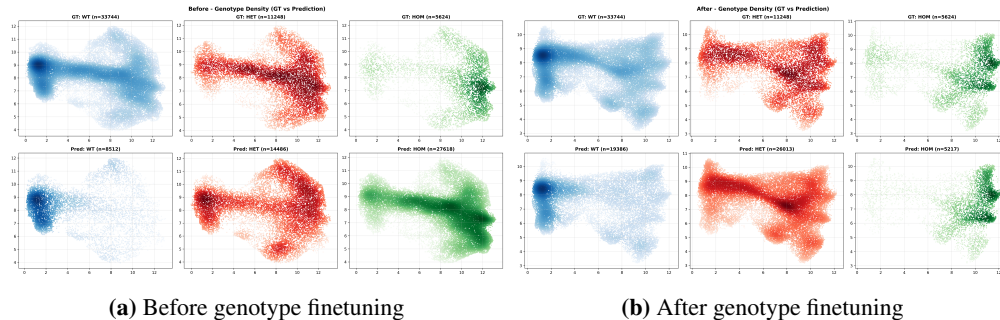 Before - Genotype Density (GT vs Prediction)
GT: WT (n=33744)
GT: HET (n=11248)
GT: HOM (n=5624)
Pred: WT (n=8512)
Pred: HET (n=14486)
Pred: HOM (n=27618)
(a) Before genotype finetuning
After - Genotype Density (GT vs Prediction)
GT: WT (n=33744)
GT: HET (n=11248)
GT: HOM (n=5624)
Pred: WT (n=19386)
Pred: HET (n=26013)
Pred: HOM (n=5217)
(b) After genotype finetuning